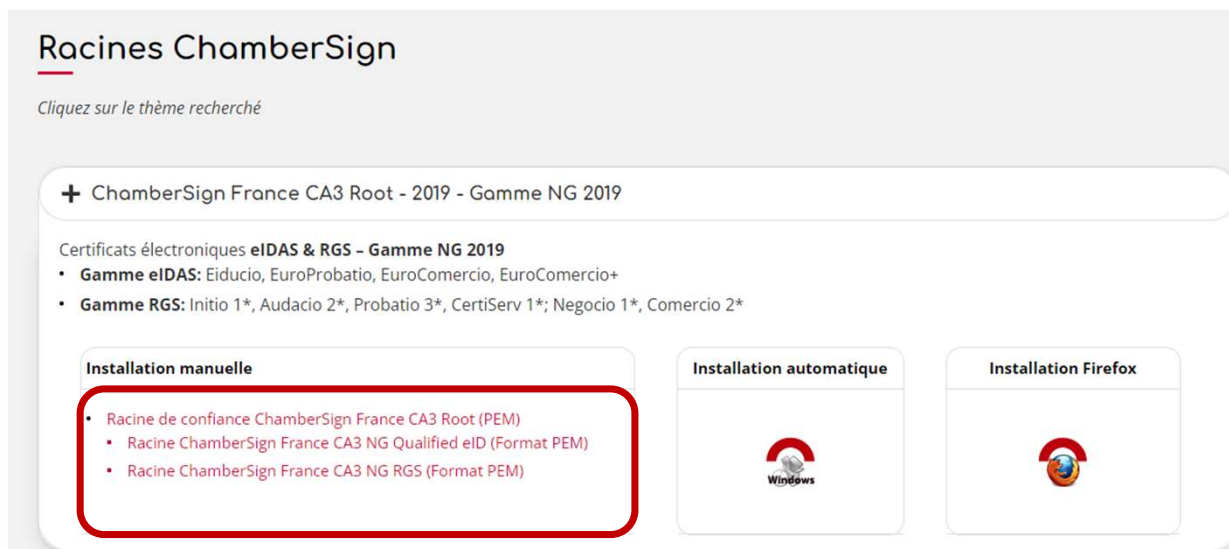 Racines ChamberSign
Cliquez sur le thème recherché
+ ChamberSign France CA3 Root - 2019 - Gamme NG 2019
Certificats électroniques eIDAS & RGS – Gamme NG 2019
• Gamme eIDAS: Eiducio, EuroProbatio, EuroComercio, EuroComercio+
• Gamme RGS: Initio 1*, Audacio 2*, Probatio 3*, CertiServ 1*; Negocio 1*, Comercio 2*
Installation manuelle
• Racine de confiance ChamberSign France CA3 Root (PEM)
▪ Racine ChamberSign France CA3 NG Qualified eID (Format PEM)
▪ Racine ChamberSign France CA3 NG RGS (Format PEM)
Installation automatique
Windows
Installation Firefox